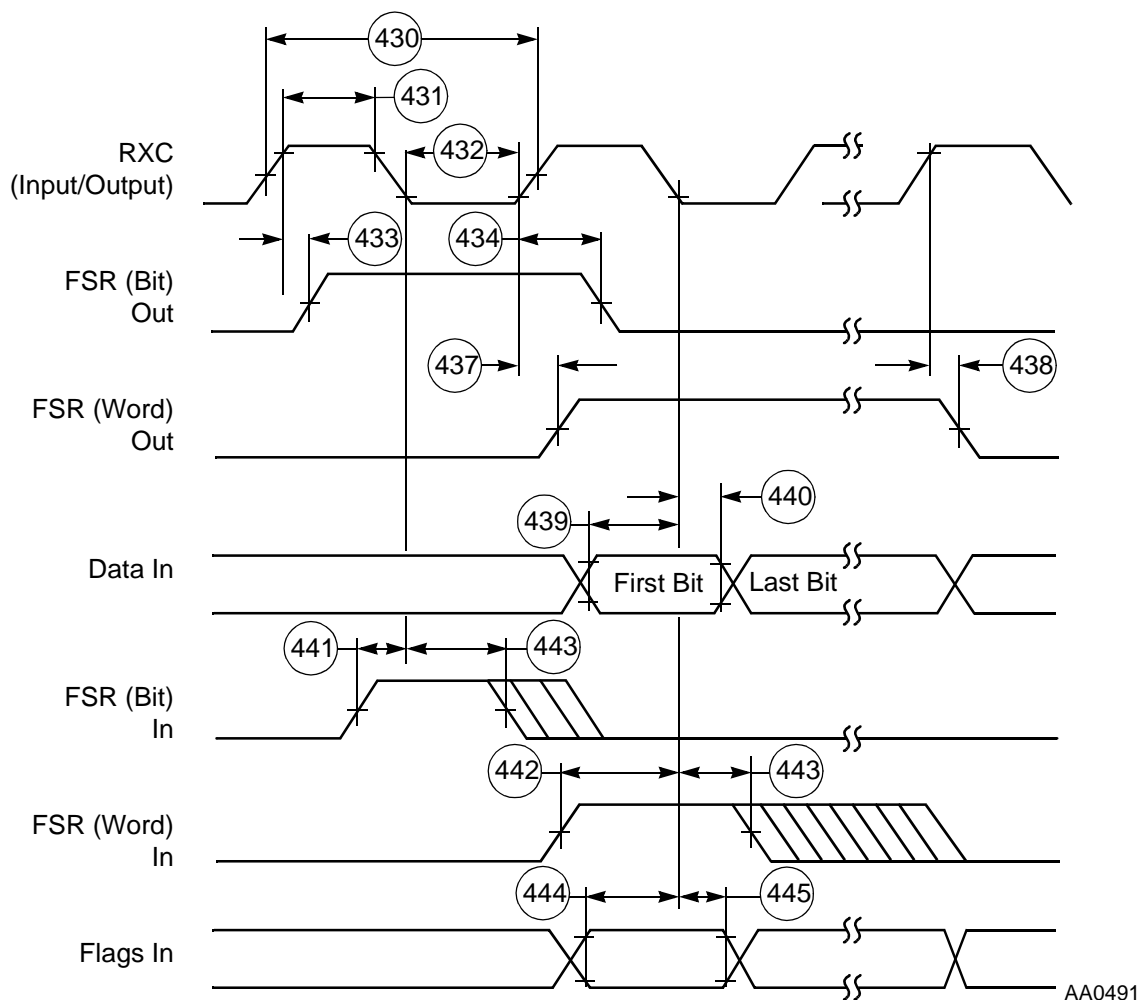 430
431
RXC
(Input/Output)
432
433
434
FSR (Bit)
Out
437
438
FSR (Word)
Out
440
439
Data In
First Bit
Last Bit
441
443
FSR (Bit)
In
442
443
FSR (Word)
In
444
445
Flags In
AA0491